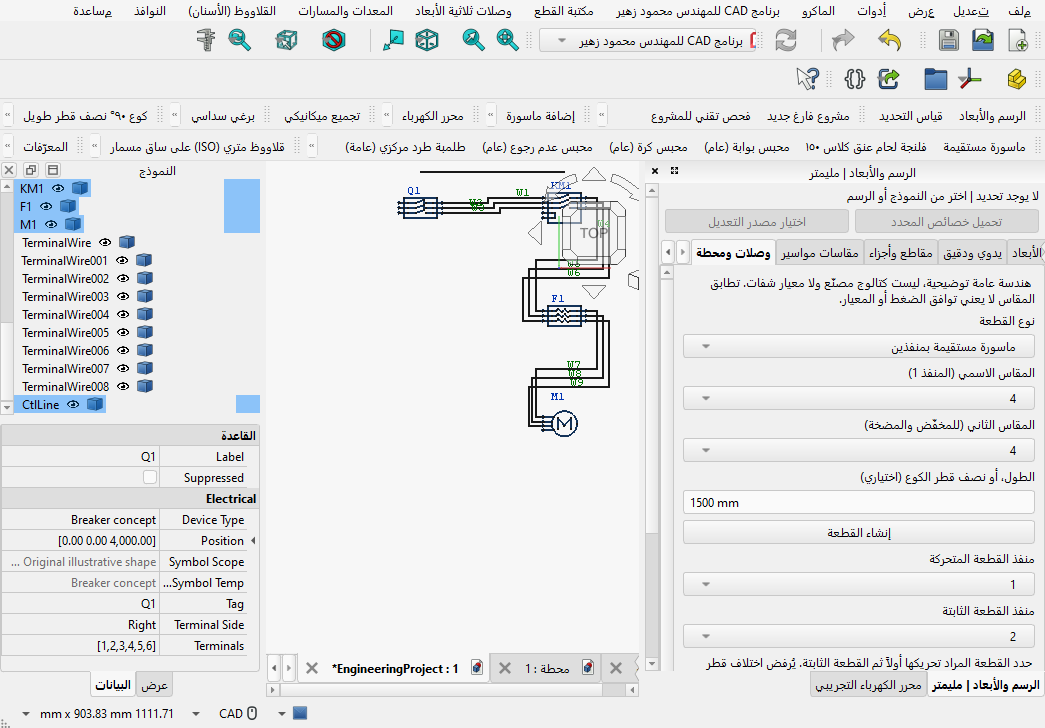 ملف تعديل عرض أدوات الماكرو برنامج CAD للمهندس محمود زهير مكتبة القطع وصلات ثلاثية الأبعاد المعدات والمسارات القلاووظ (الأسنان) النوافذ مساعدة
برنامج CAD للمهندس محمود زهير
الرسم والأبعاد قياس التحديد مشروع فارغ جديد فحص تقني للمشروع
إضافة ماسورة
محرر الكهرباء
تجميع ميكانيكي
برغي سداسي
كوع ٩٠° نصف قطر طويل
ماسورة مستقيمة فلنجة لحام عنق كلاس ١٥٠ محبس بوابة (عام) محبس كرة (عام) محبس عدم رجوع (عام) طلمبة طرد مركزي (عامة)
قلاووظ متري (ISO) على ساق مسمار
المعرّفات
الرسم والأبعاد | مليمتر
لا يوجد تحديد | اختر من النموذج أو الرسم
تحميل خصائص المحدد
اختيار مصدر التعديل
الأبعاد
يدوي ودقيق
مقاطع وأجزاء
مقاسات مواسير
وصلات ومحطة
هندسة عامة توضيحية، ليست كتالوج مصنّع ولا معيار شفات. تطابق
المقاس لا يعني توافق الضغط أو المعيار.
نوع القطعة
ماسورة مستقيمة بمنفذين
المقاس الاسمي (المنفذ 1)
4
المقاس الثاني (للمخفّض والمضخة)
4
الطول، أو نصف قطر الكوع (اختياري)
1500 mm
إنشاء القطعة
منفذ القطعة المتحركة
1
منفذ القطعة الثابتة
2
حدد القطعة المراد تحريكها أولاً ثم القطعة الثابتة. يُرفض اختلاف قطر
الرسم والأبعاد | مليمتر
محرر الكهرباء التجريبي
Q1
W1
W2
W3
KM1
TOP
W4
W5
W6
F1
W7
W8
W9
M1
محطة : 1
EngineeringProject : 1*
النموذج
KM1
F1
M1
TerminalWire
TerminalWire001
TerminalWire002
TerminalWire003
TerminalWire004
TerminalWire005
TerminalWire006
TerminalWire007
TerminalWire008
CtlLine
القاعدة
Label Q1
Suppressed
Electrical
Device Type Breaker concept
Position [0.00 0.00 4,000.00]
Symbol Scope Original illustrative shape ...
Symbol Temp... Breaker concept
Tag Q1
Terminal Side Right
Terminals [1,2,3,4,5,6]
عرض
البيانات
CAD
mm x 903.83 mm 1111.71